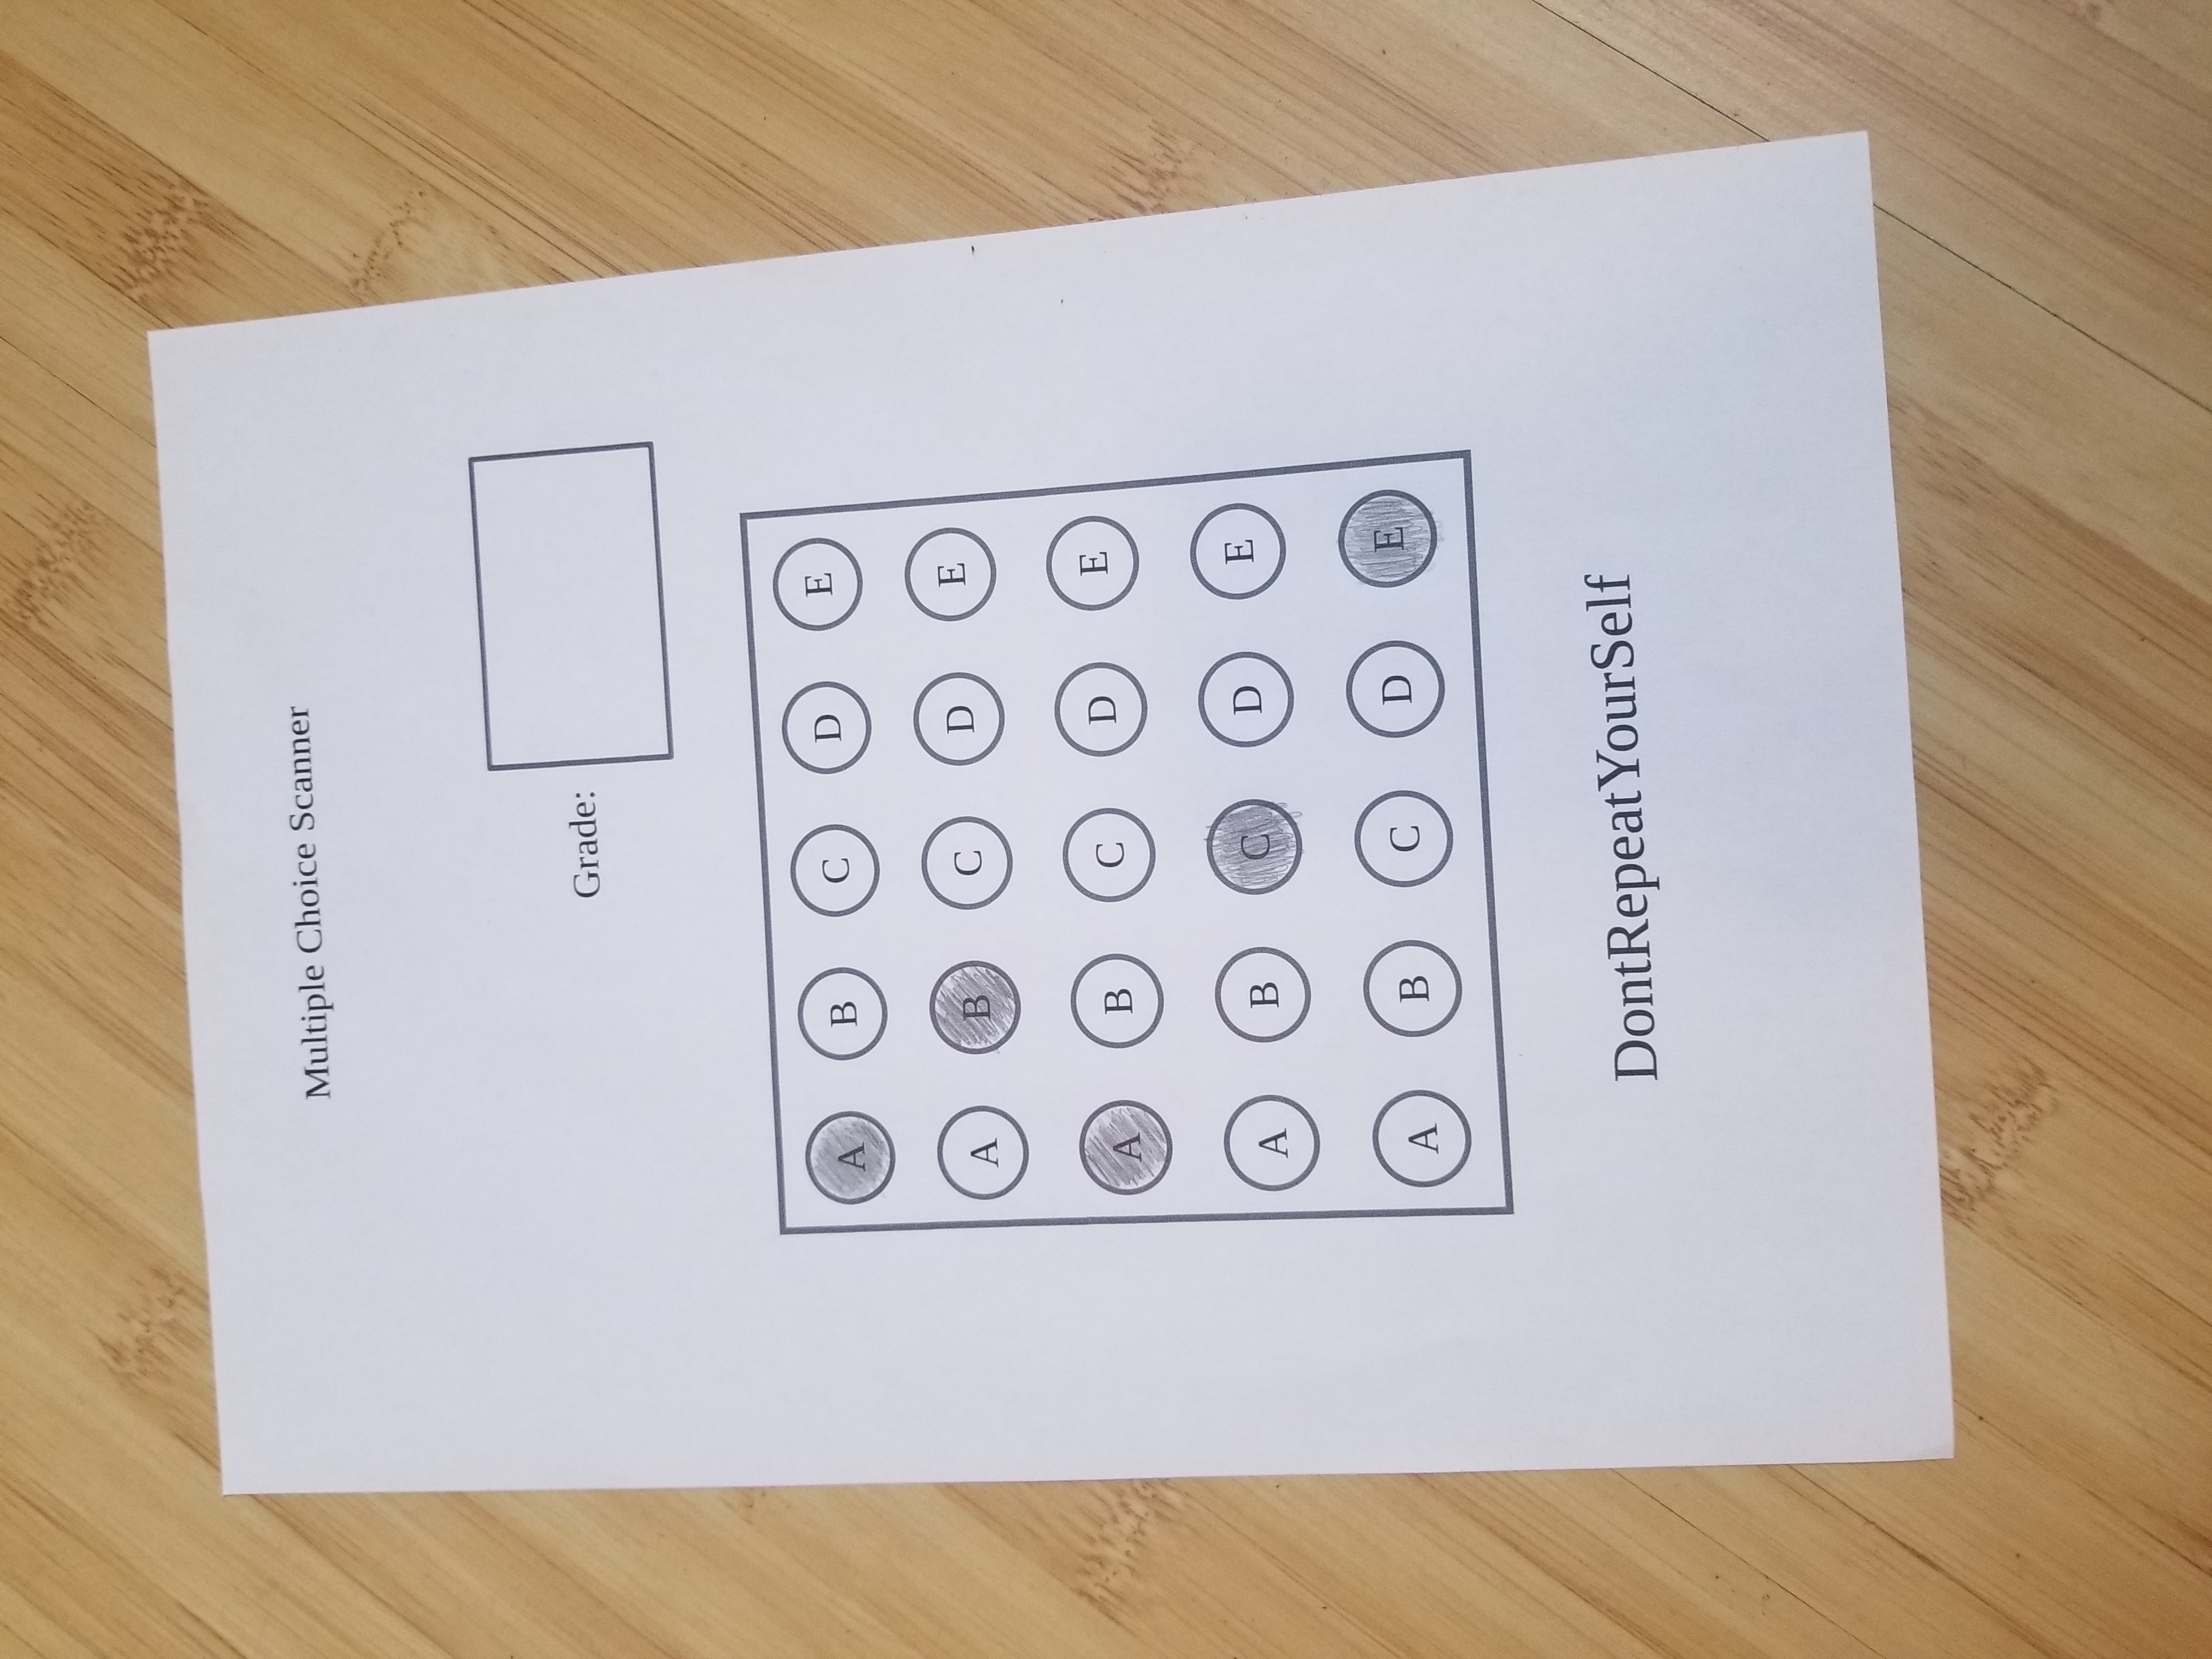 Multiple Choice Scanner
Grade:
A B C D E
A B C D E
A B C D E
A B C D E
A B C D E
DontRepeatYourSelf